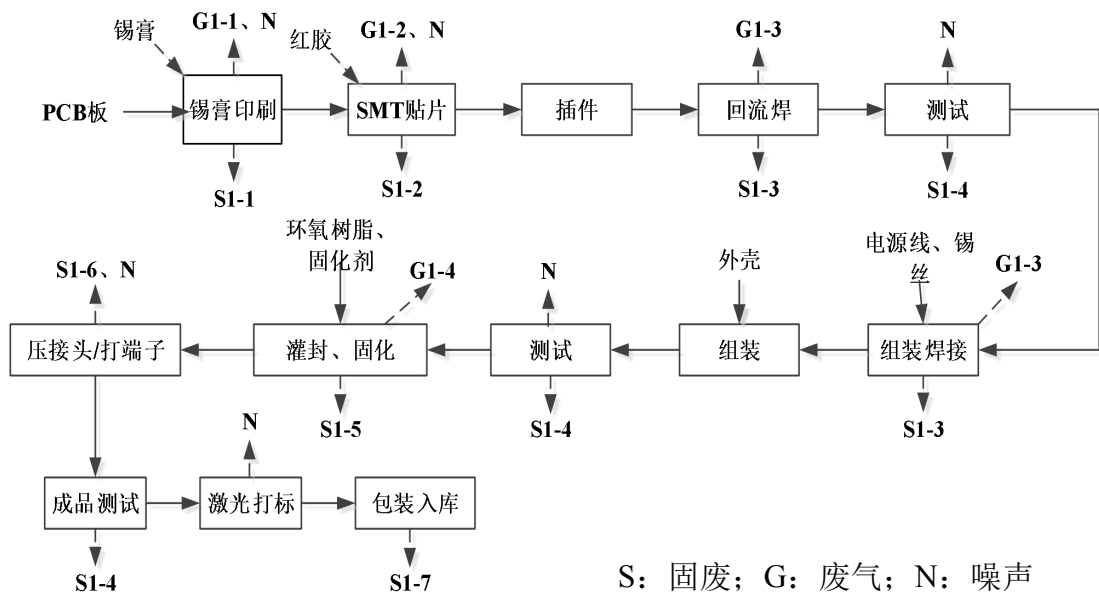 锡膏
G1-1、N
红胶
G1-2、N
G1-3
N
PCB板
锡膏印刷
SMT贴片
插件
回流焊
测试
S1-1
S1-2
S1-3
S1-4
S1-6、N
环氧树脂、
固化剂
G1-4
N
外壳
电源线、锡
丝
G1-3
压接头/打端子
灌封、固化
测试
组装
组装焊接
S1-5
S1-4
S1-3
N
成品测试
激光打标
包装入库
S1-4
S1-7
S：固废；G：废气；N：噪声